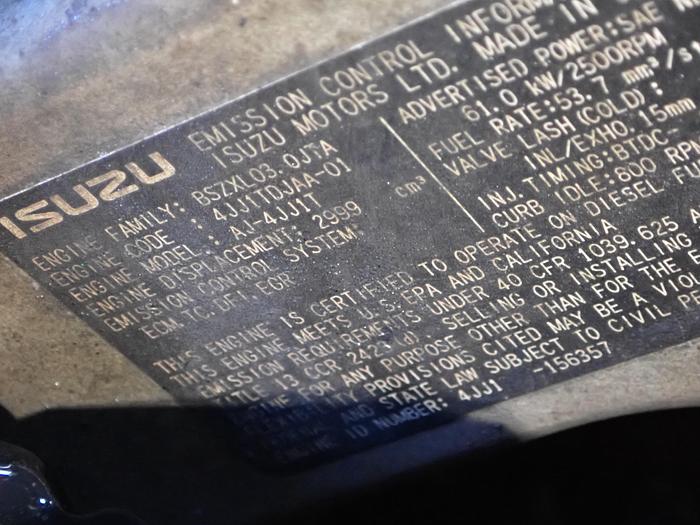 ISUZU
EMISSION CONTROL INFORM
ISUZU MOTORS LTD. MADE IN
ENGINE FAMILY: BSZXL03.0JTA
ENGINE CODE : 4JJ1TDJAA-01
ENGINE MODEL : AJ-4JJ1T
ENGINE DISPLACEMENT: 2999 cm³
EMISSION CONTROL SYSTEM:
ECM TC. DFI. EGR
ADVERTISED POWER:SAE
61.0 kW/2500RPM
FUEL RATE:53.7 mm³/s
VALVE LASH(COLD):
INL/EXHO.15mm
INJ. TIMING:BTDC-
CURB IDLE:600 RPM
THIS ENGINE IS CERTIFIED TO OPERATE ON DIESEL FU
THIS ENGINE MEETS U.S. EPA AND CALIFORNIA
EMISSION REQUIREMENTS UNDER 40 CFR 1039.625
TITLE 13 CCR 2423 (d). SELLING OR INSTALLING
ENGINE FOR ANY PURPOSE OTHER THAN FOR THE E
FLEXIBILITY PROVISIONS CITED MAY BE A VIO
AND STATE LAW SUBJECT TO CIVIL PE
ENGINE ID NUMBER: 4JJ1 -156357